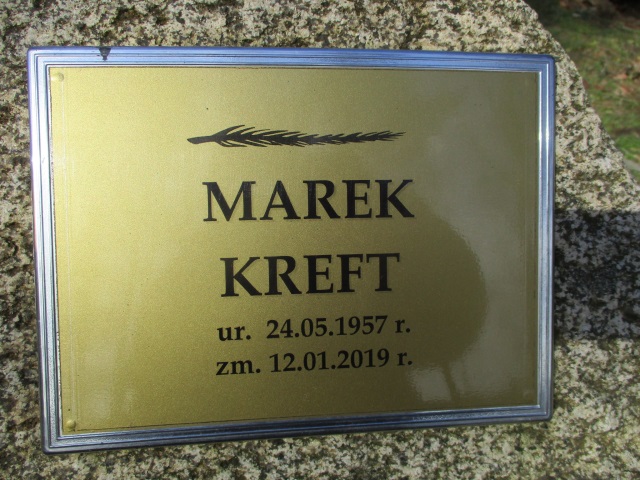 MAREK
KREFT
ur. 24.05.1957 r.
zm. 12.01.2019 r.